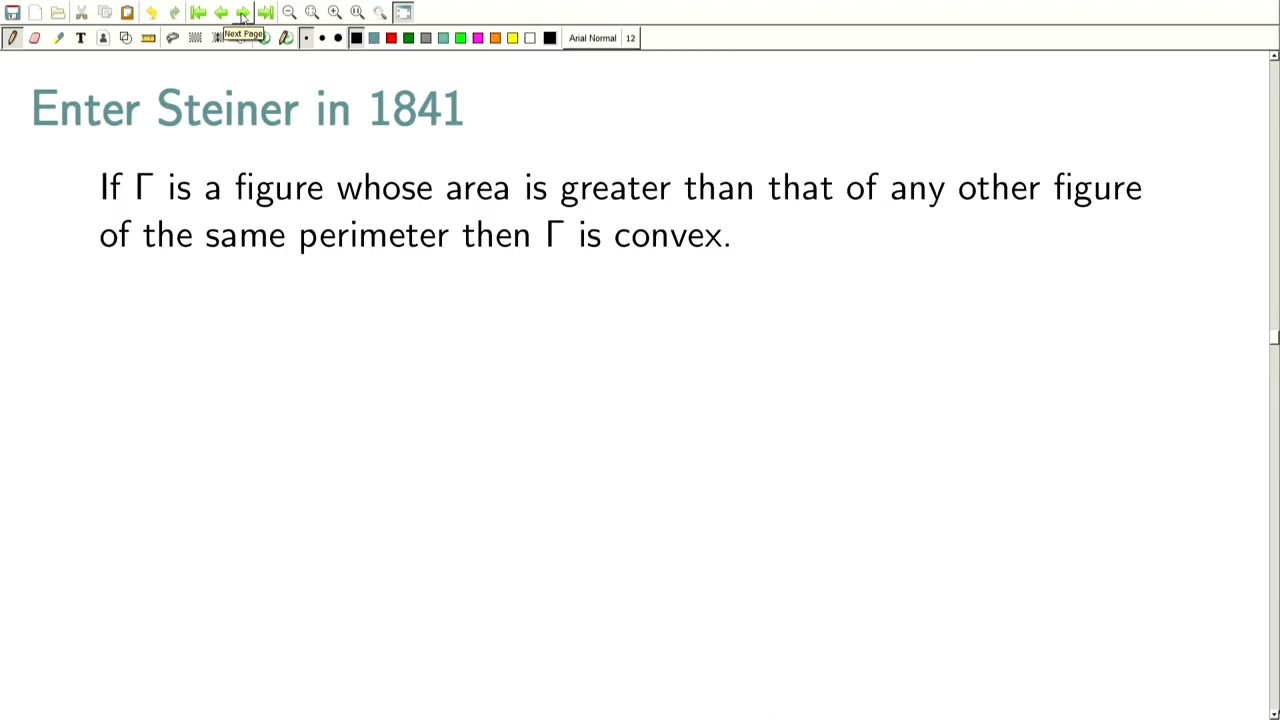 Next Page
Arial Normal 12
Enter Steiner in 1841
If Γ is a figure whose area is greater than that of any other figure
of the same perimeter then Γ is convex.